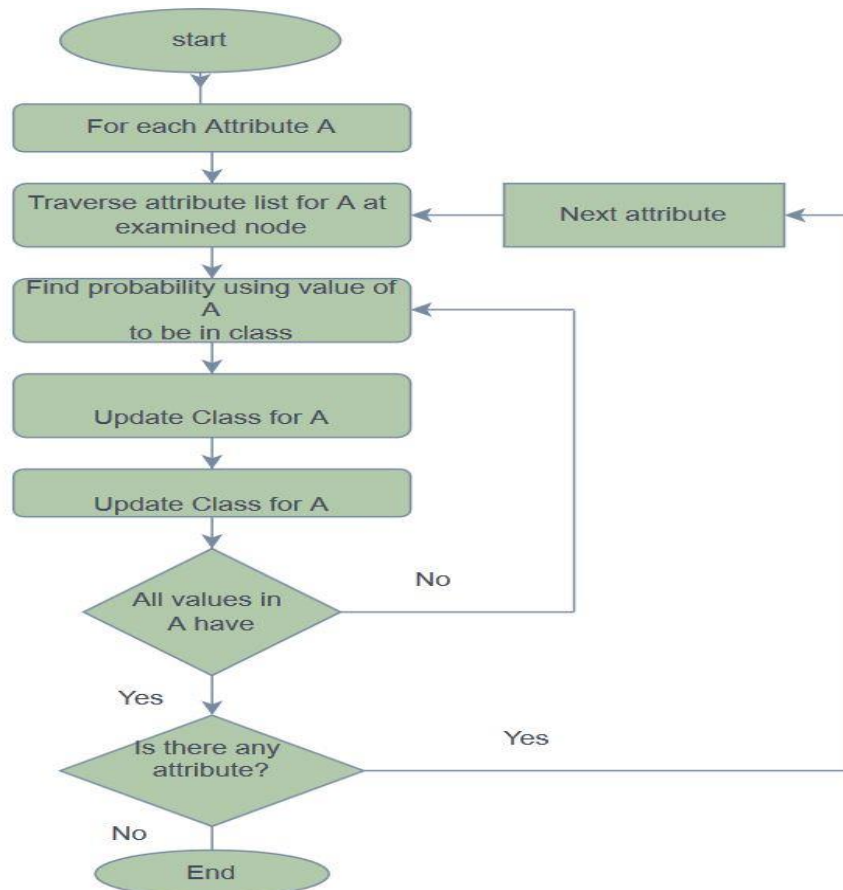 start
For each Attribute A
Traverse attribute list for A at
examined node
Next attribute
Find probability using value of
A
to be in class
Update Class for A
Update Class for A
No
All values in
A have
Yes
Is there any
attribute?
Yes
No
End